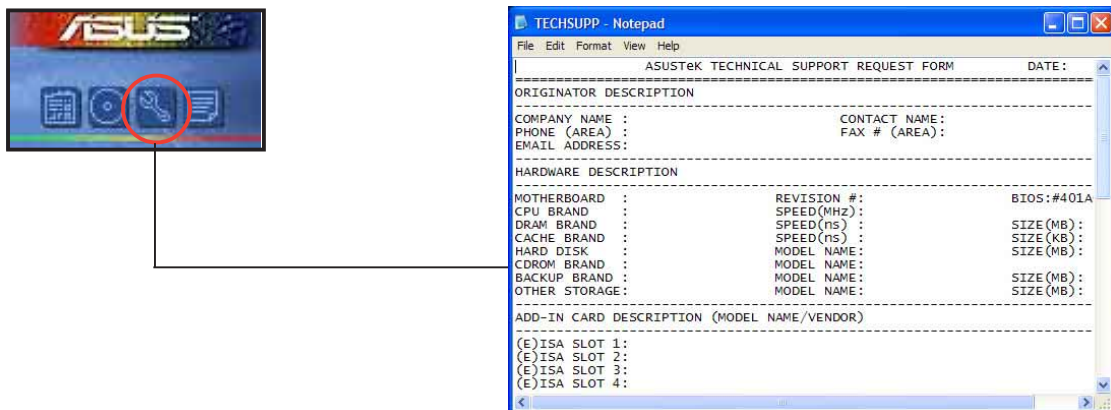 ASUS
TECHSUPP - Notepad
File Edit Format View Help
ASUSTeK TECHNICAL SUPPORT REQUEST FORM DATE:
ORIGINATOR DESCRIPTION
COMPANY NAME : CONTACT NAME:
PHONE (AREA) : FAX # (AREA):
EMAIL ADDRESS:
HARDWARE DESCRIPTION
MOTHERBOARD : REVISION #: BIOS:#401A
CPU BRAND : SPEED(MHz):
DRAM BRAND : SPEED(ns) : SIZE(MB):
CACHE BRAND : SPEED(ns) : SIZE(KB):
HARD DISK : MODEL NAME: SIZE(MB):
CDROM BRAND : MODEL NAME:
BACKUP BRAND : MODEL NAME: SIZE(MB):
OTHER STORAGE: MODEL NAME: SIZE(MB):
ADD-IN CARD DESCRIPTION (MODEL NAME/VENDOR)
(E)ISA SLOT 1:
(E)ISA SLOT 2:
(E)ISA SLOT 3:
(E)ISA SLOT 4: